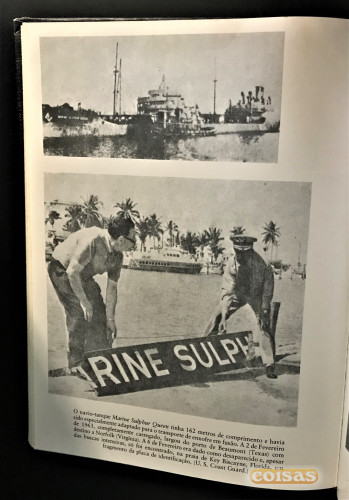 ARINE SULPH
O navio-tanque Marine Sulphur Queen tinha 162 metros de comprimento e havia
sido especialmente adaptado para o transporte de enxofre em fusão. A 2 de Fevereiro
de 1963, completamente carregado, largou do porto de Beaumont (Texas) com
destino a Norfolk (Virgínia). A 6 de Fevereiro era dado como desaparecido e, apesar
das buscas intensivas, só foi encontrado, na praia de Key Biscayne, Florida, um
fragmento da placa de identificação. (U. S. Coast Guard.)
coisas